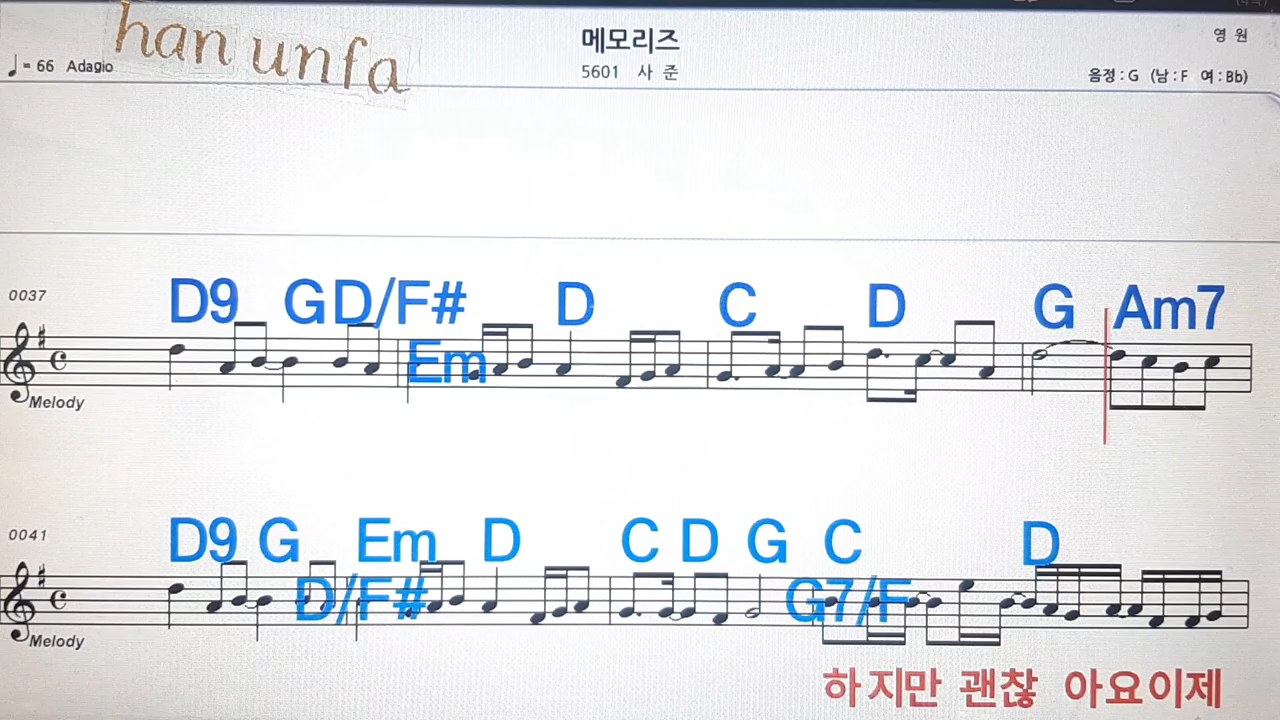 han unfa
메모리즈
영 원
♩= 66 Adagio
5601 사 준
음정 : G (남 : F 여 : Bb)
D9 G D/F# D C D G Am7
0037
Em
Melody
D9 G Em D C D G C D
0041
D/F# G7/F
Melody
하지만 괜찮 아요이제